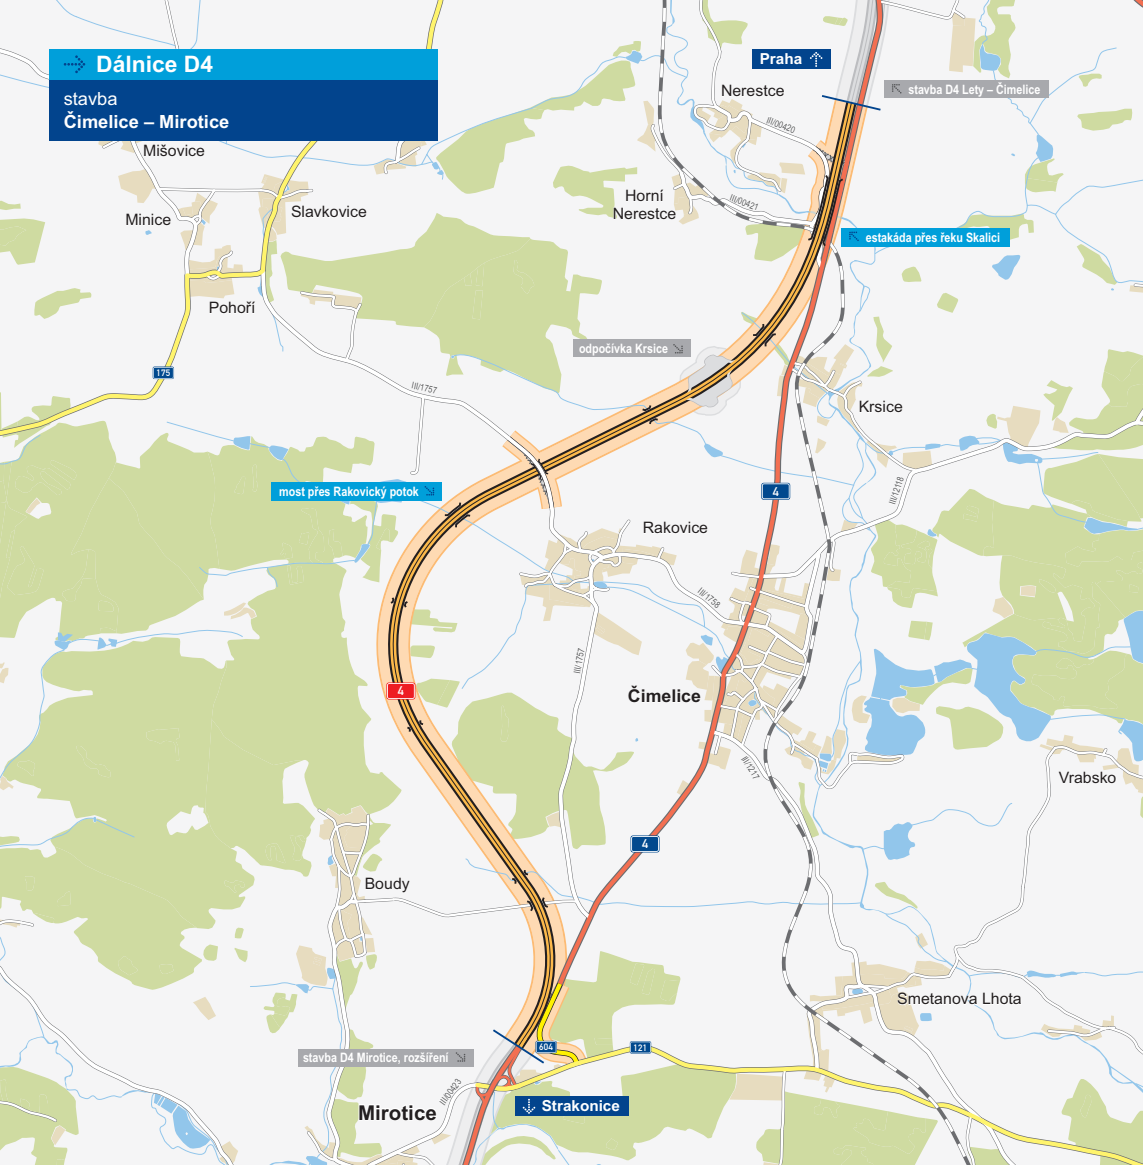 Dálnice D4
stavba
Čimelice – Mirotice
Praha
stavba D4 Lety – Čimelice
Nerestce
III/00420
Mišovice
Horní
Nerestce
III/00421
Minice
Slavkovice
estakáda přes řeku Skalici
Pohoří
odpočívka Krsice
175
III/1757
Krsice
most přes Rakovický potok
4
III/12118
Rakovice
III/1758
III/1757
4
Čimelice
III/1217
Vrabsko
4
Boudy
Smetanova Lhota
stavba D4 Mirotice, rozšíření
604
121
III/00423
Mirotice
Strakonice